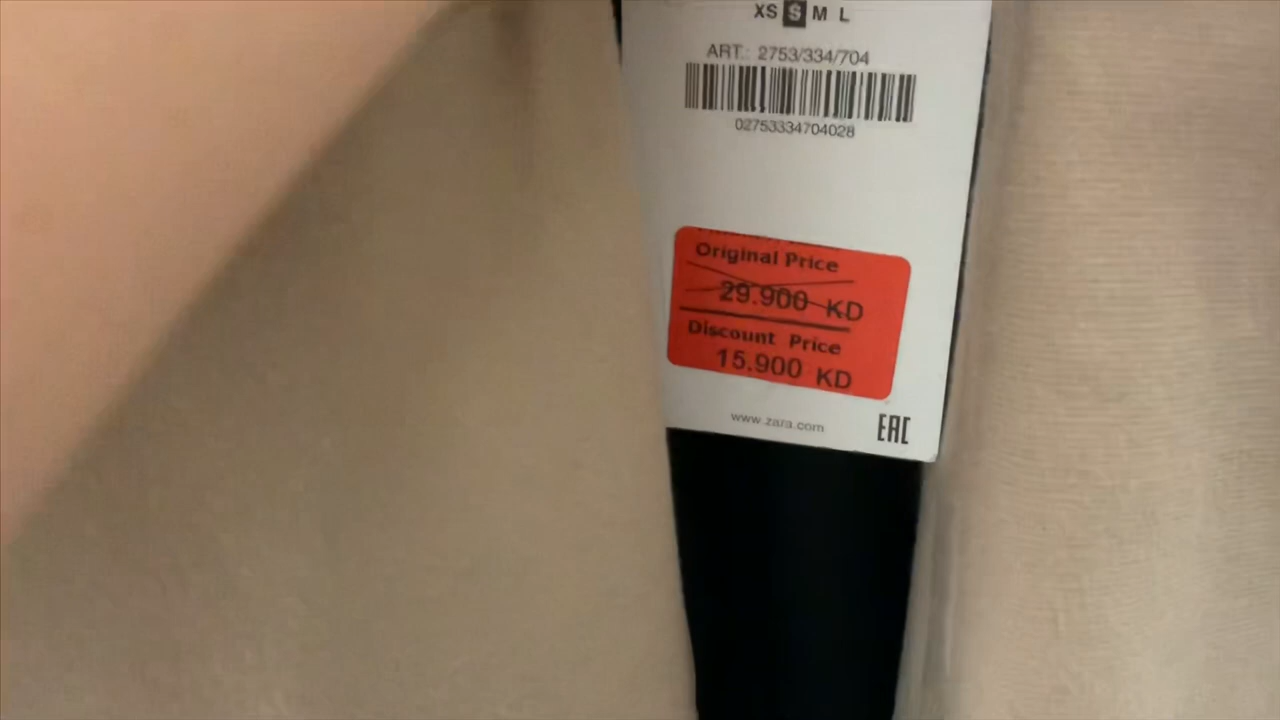 XS S M L
ART.: 2753/334/704
02753334704028
Original Price
29.900 KD
Discount Price
15.900 KD
www.zara.com
EAC